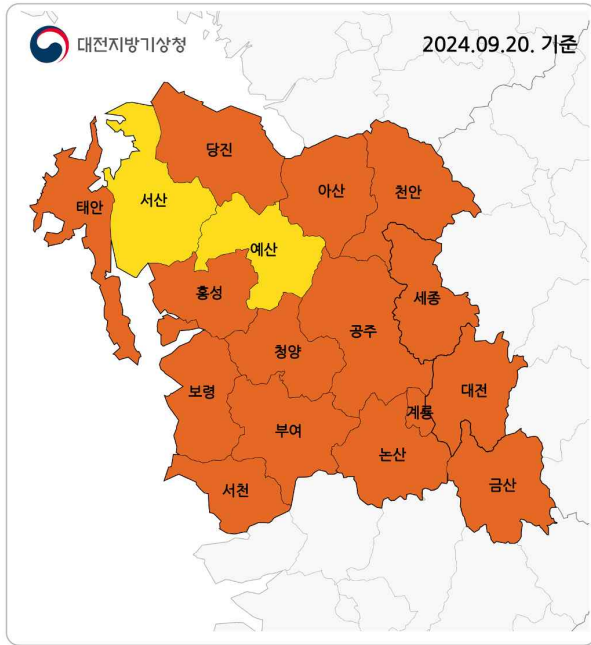 대전지방기상청
2024.09.20. 기준
당진
아산
천안
서산
태안
예산
홍성
세종
공주
청양
보령
대전
계룡
부여
논산
서천
금산